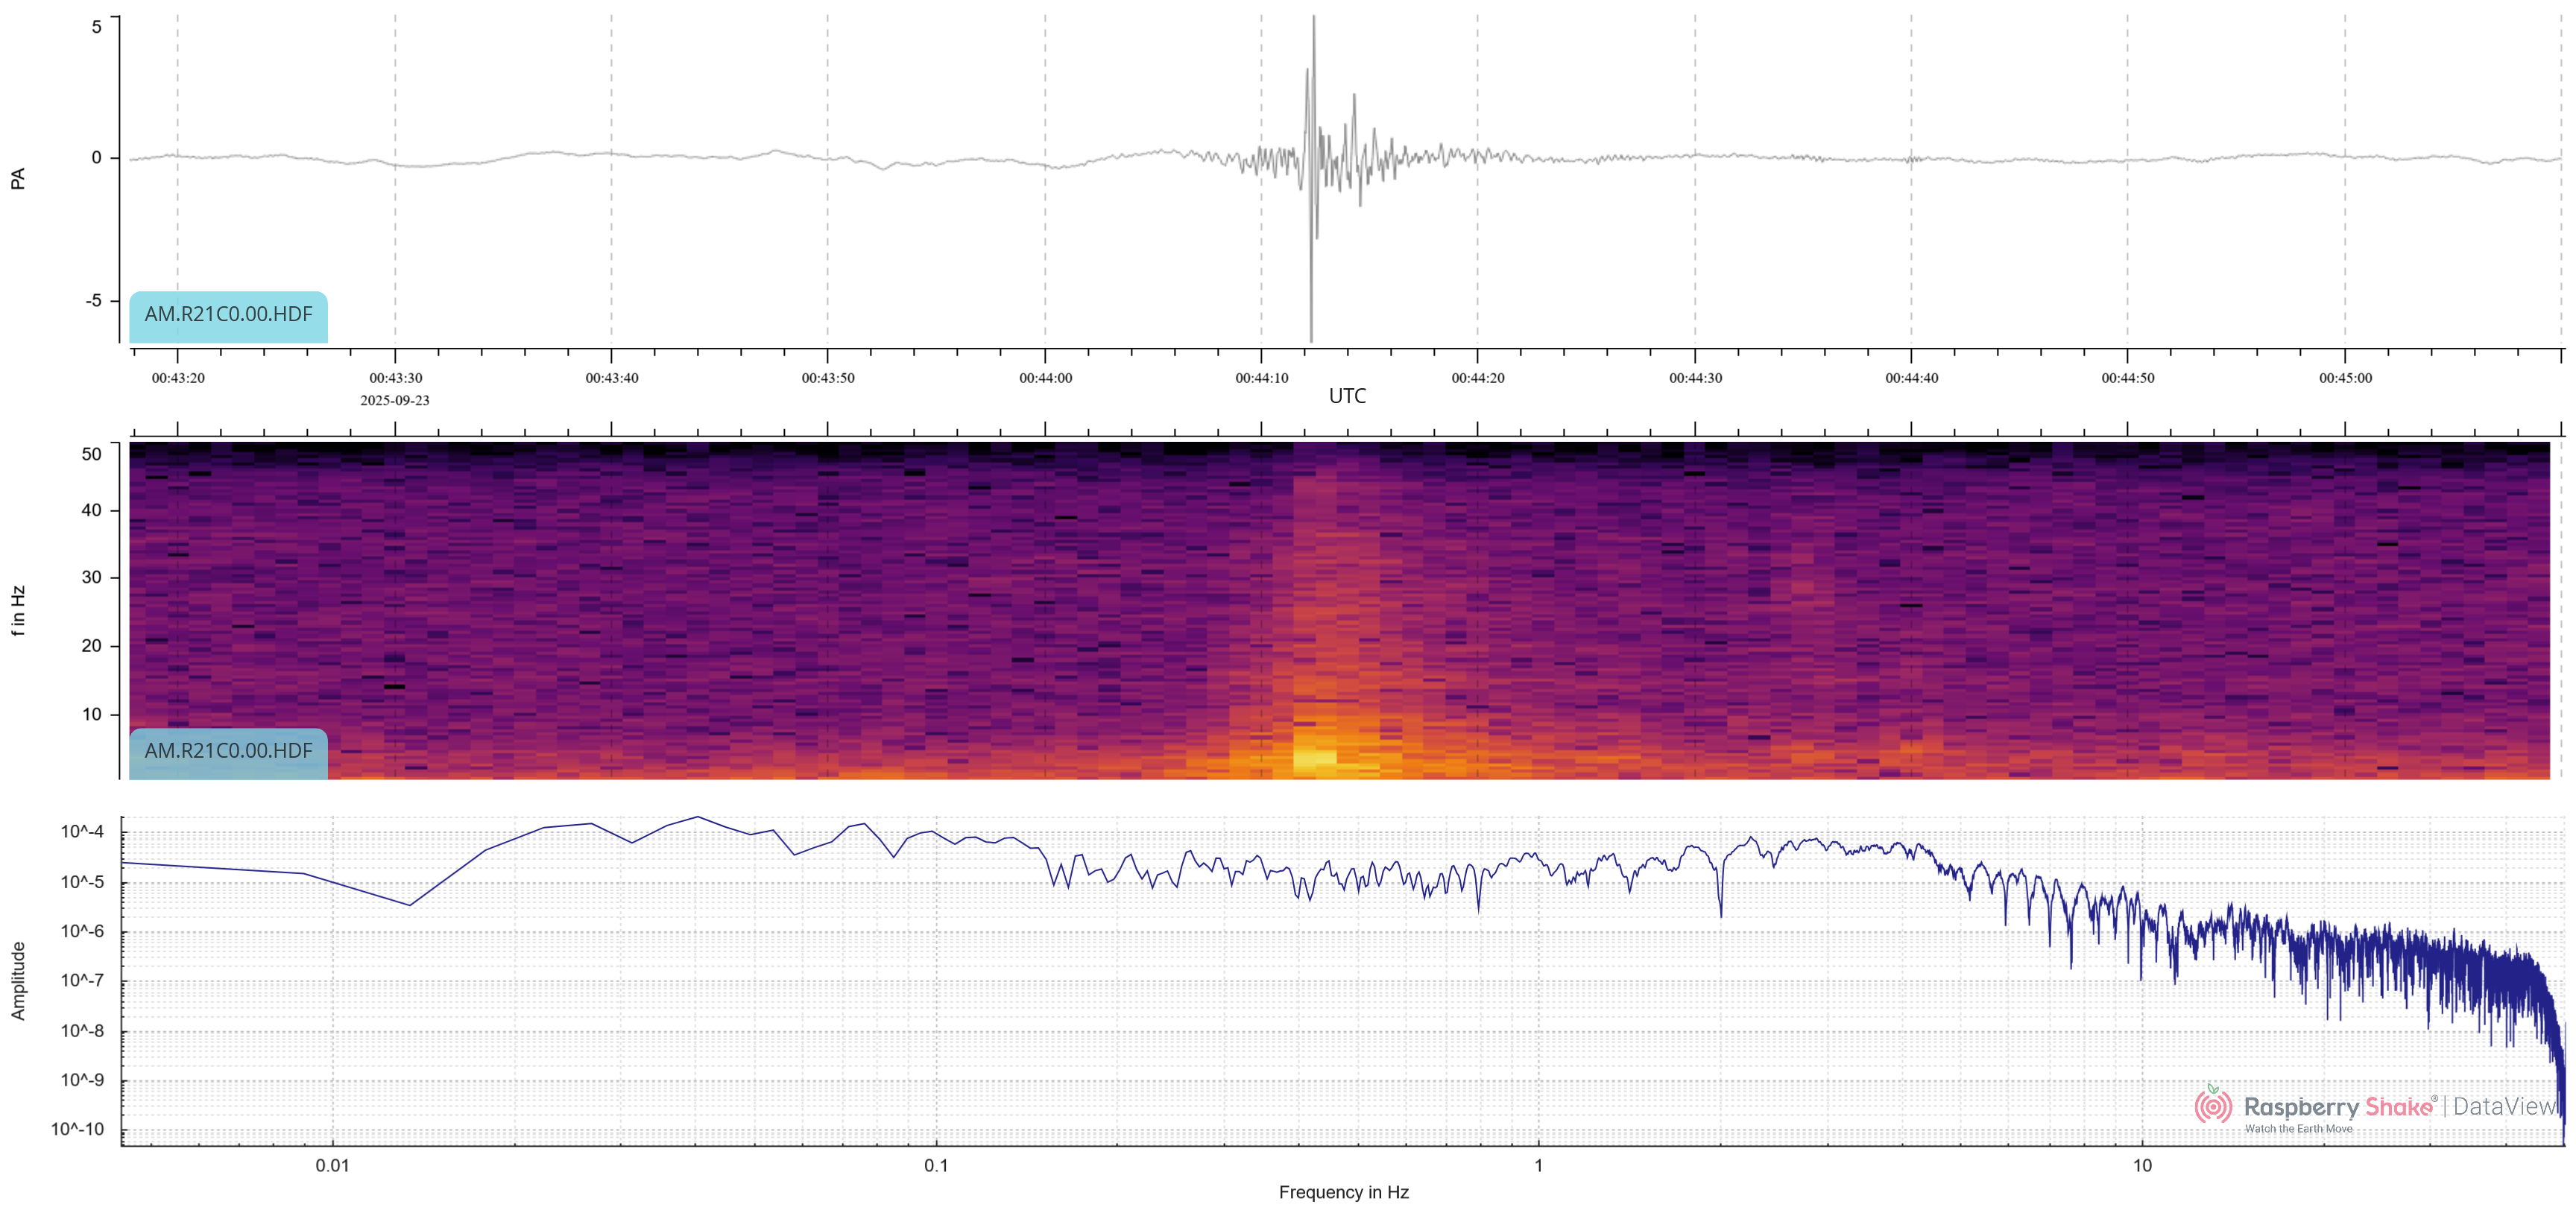 5
0
-5
PA
AM.R21C0.00.HDF
00:43:20 00:43:30 00:43:40 00:43:50 00:44:00 00:44:10 00:44:20 00:44:30 00:44:40 00:44:50 00:45:00
2025-09-23
UTC
50
40
30
20
10
f in Hz
AM.R21C0.00.HDF
10^-4
10^-5
10^-6
10^-7
10^-8
10^-9
10^-10
Amplitude
Raspberry Shake® | DataView
Watch the Earth Move
0.01 0.1 1 10
Frequency in Hz